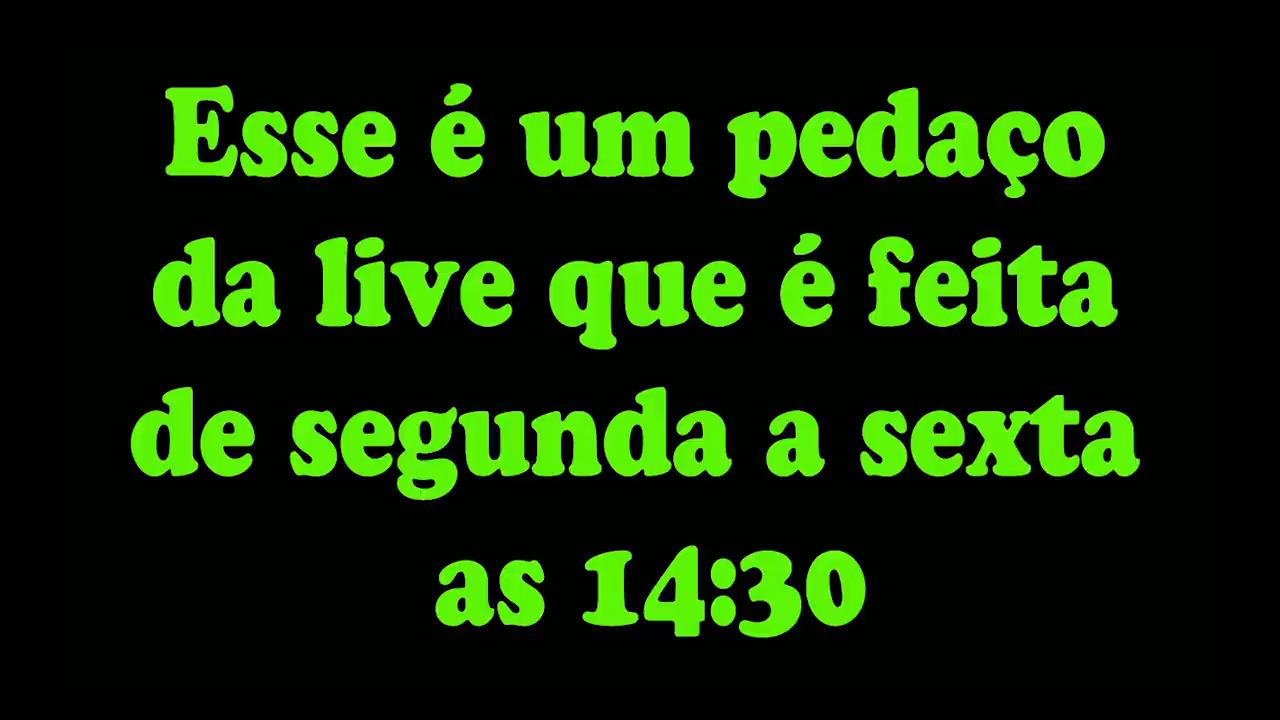 Esse é um pedaço
da live que é feita
de segunda a sexta
as 14:30